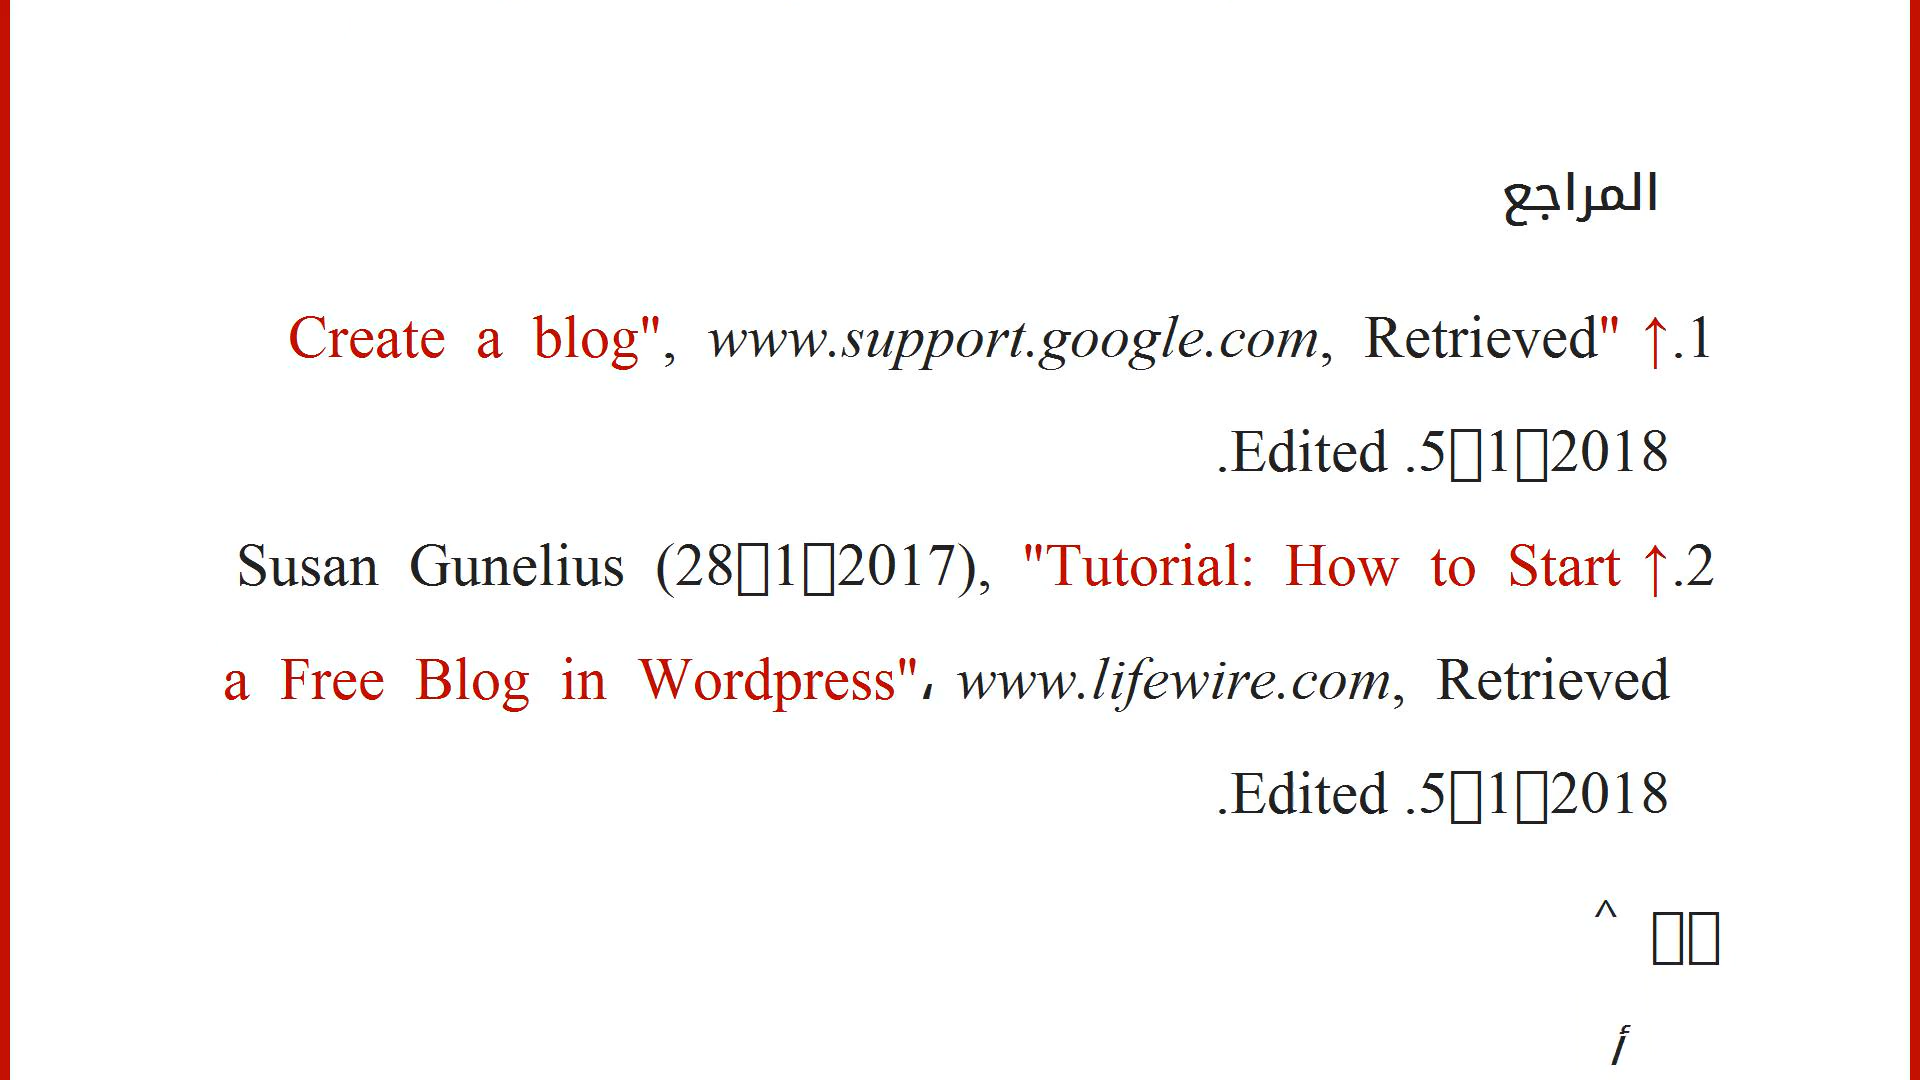 المراجع
1.↑ "Create a blog", www.support.google.com, Retrieved
5▯1▯2018. Edited.
2.↑ Susan Gunelius (28▯1▯2017), "Tutorial: How to Start
a Free Blog in Wordpress"، www.lifewire.com, Retrieved
5▯1▯2018. Edited.
▯▯ ^
أ